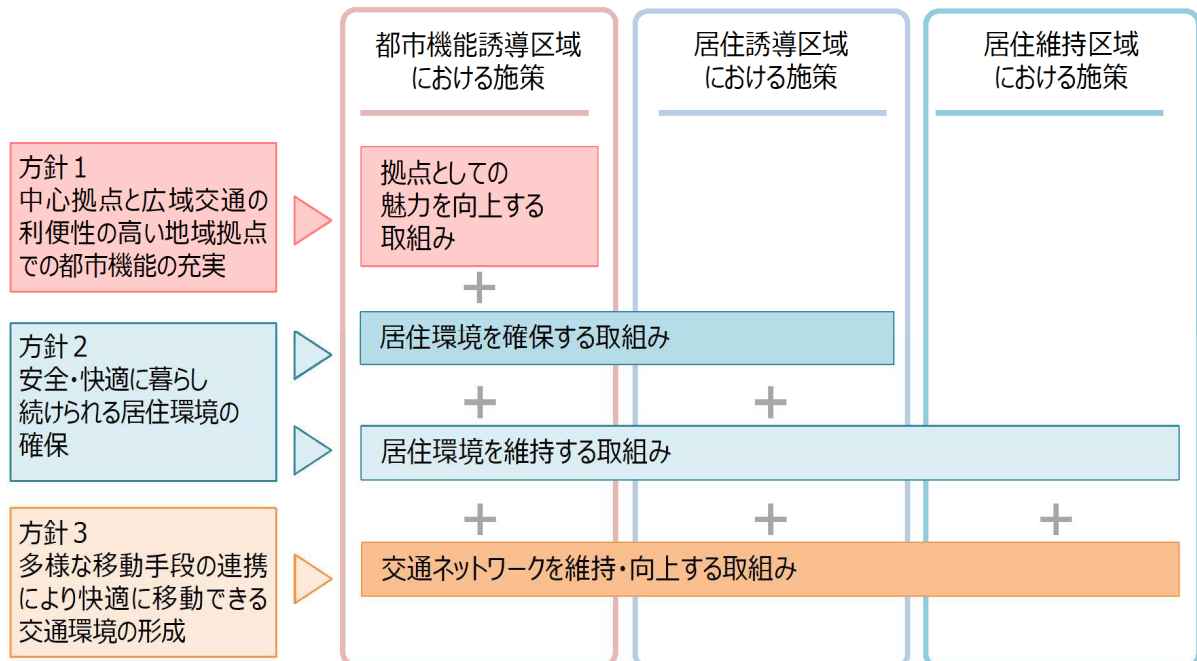 都市機能誘導区域
における施策
居住誘導区域
における施策
居住維持区域
における施策
方針1
中心拠点と広域交通の
利便性の高い地域拠点
での都市機能の充実
拠点としての
魅力を向上する
取組み
+
方針2
安全・快適に暮らし
続けられる居住環境の
確保
居住環境を確保する取組み
+ +
居住環境を維持する取組み
+ + +
方針3
多様な移動手段の連携
により快適に移動できる
交通環境の形成
交通ネットワークを維持・向上する取組み